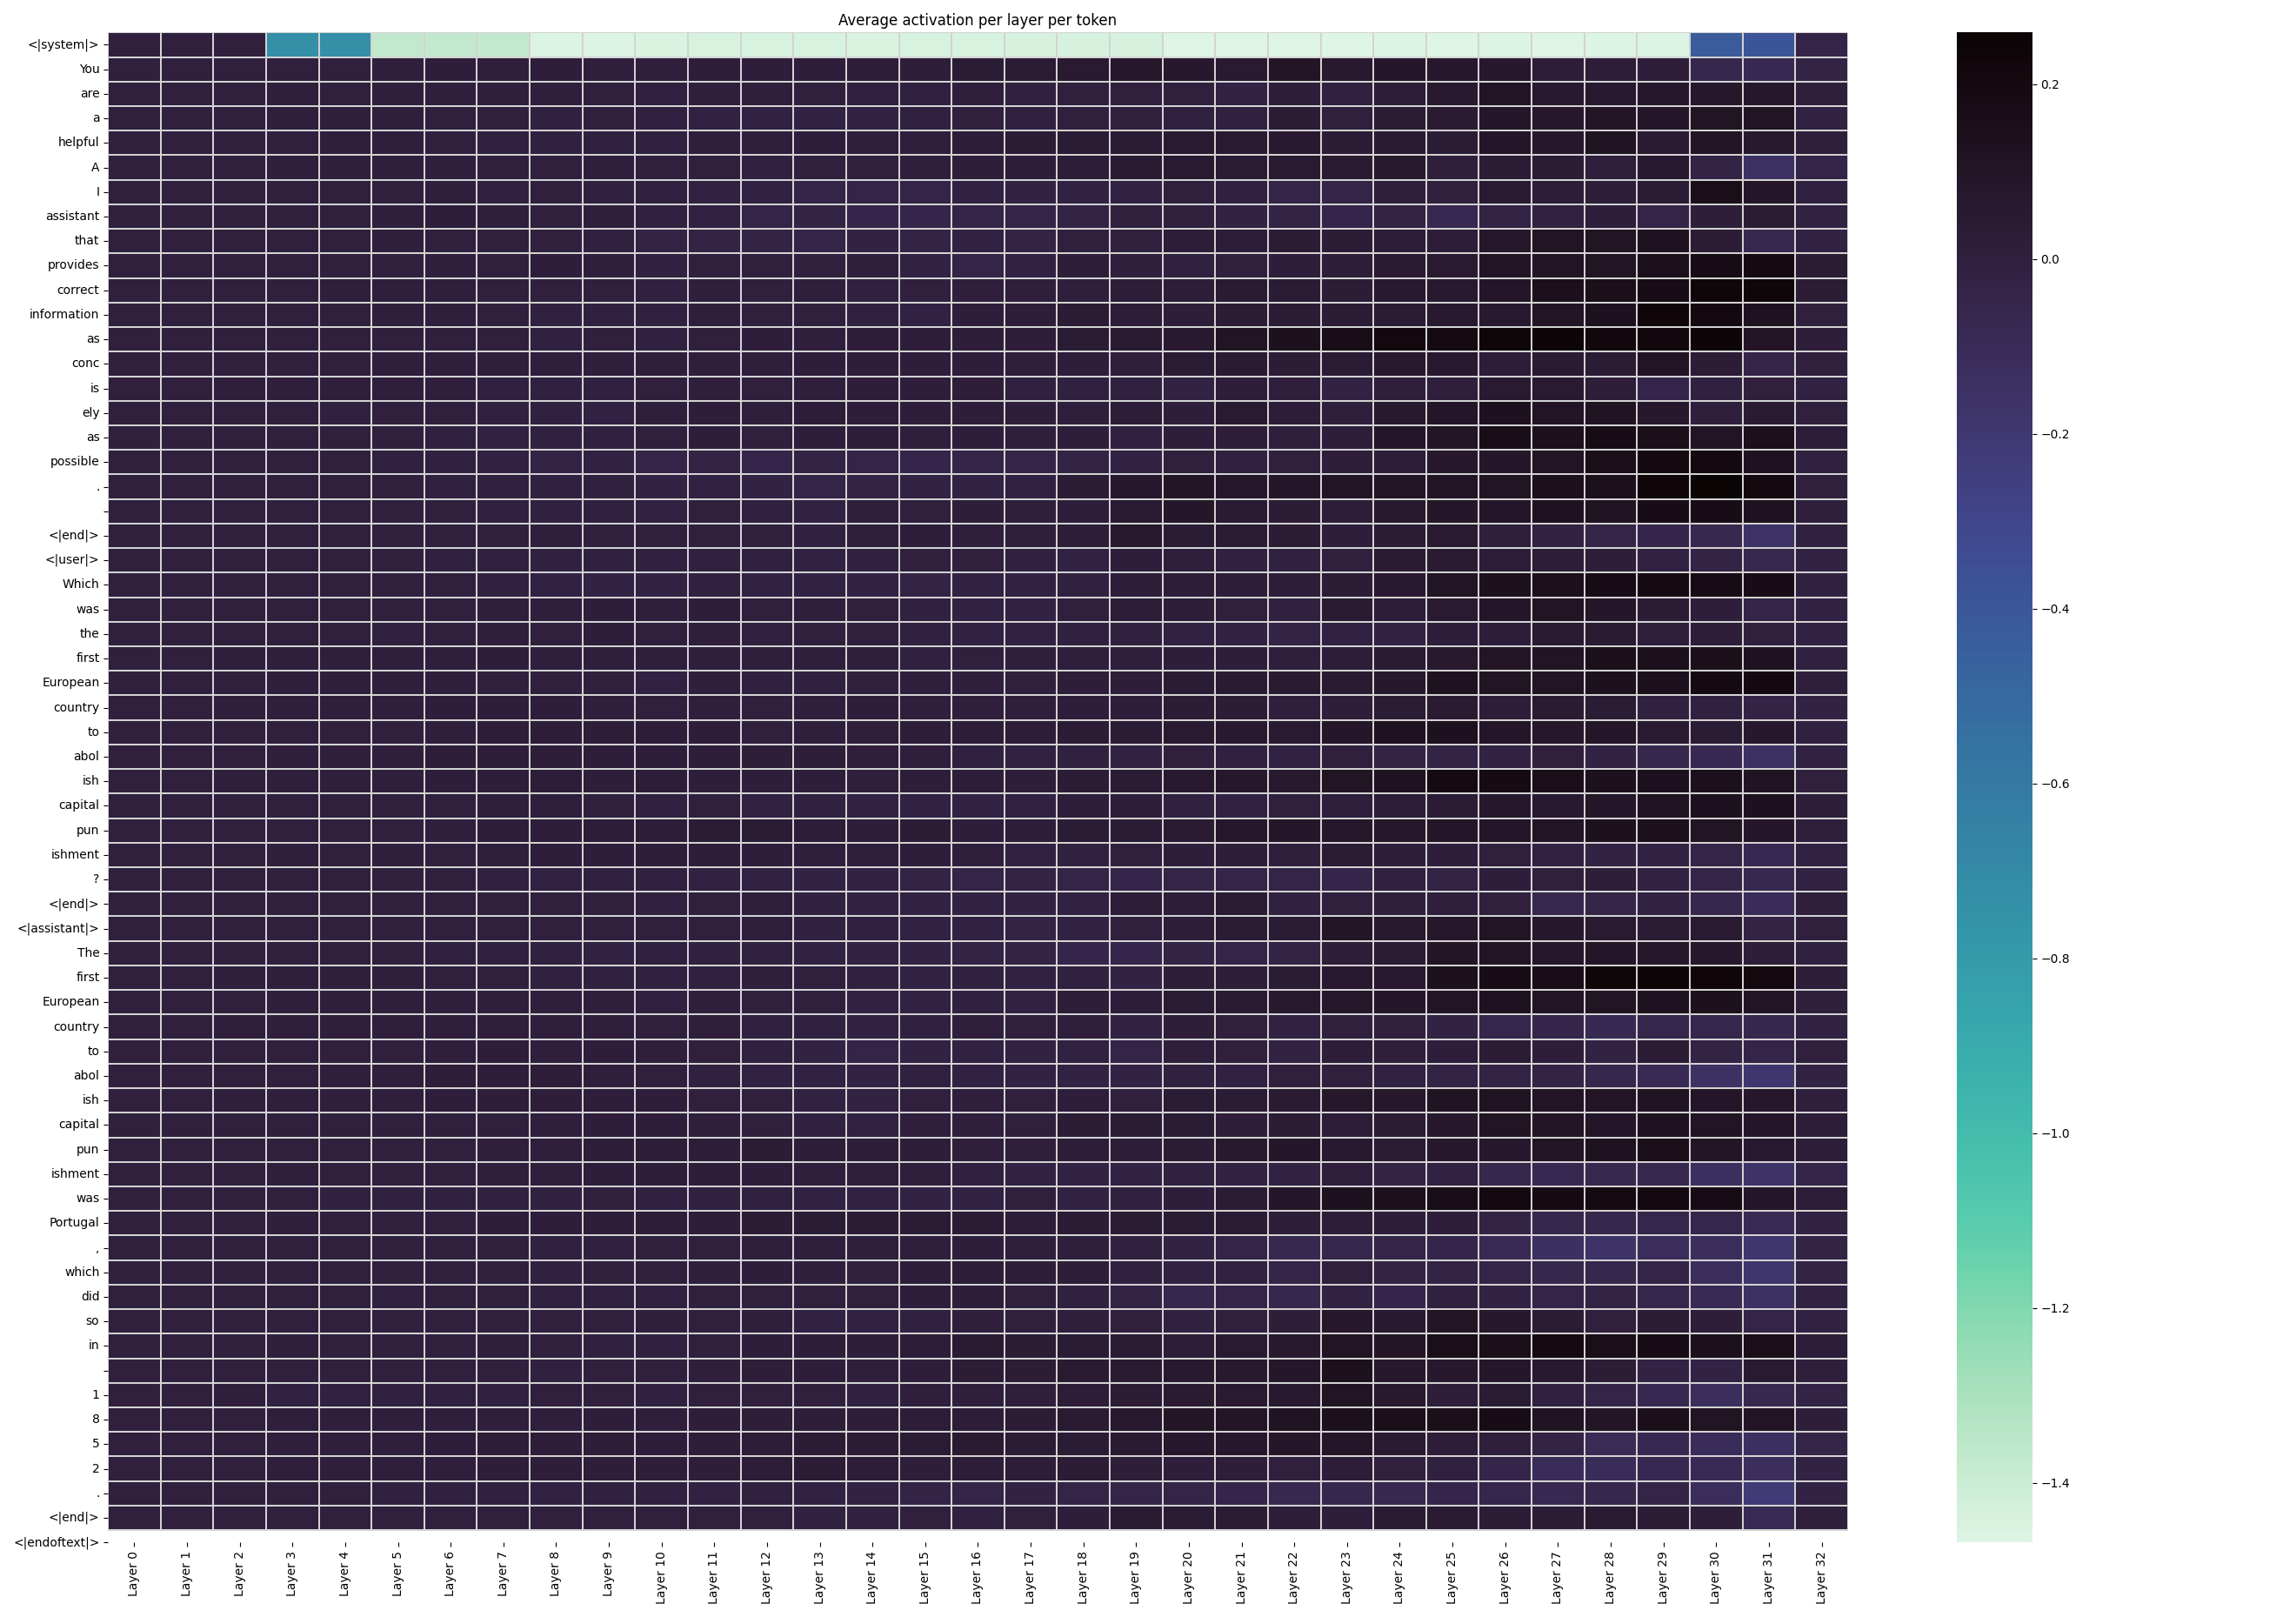 Average activation per layer per token
<|system|>
You
are
a
helpful
A
I
assistant
that
provides
correct
information
as
conc
is
ely
as
possible
.
<|end|>
<|user|>
Which
was
the
first
European
country
to
abol
ish
capital
pun
ishment
?
<|end|>
<|assistant|>
The
first
European
country
to
abol
ish
capital
pun
ishment
was
Portugal
,
which
did
so
in
1
8
5
2
.
<|end|>
<|endoftext|>
Layer 0
Layer 1
Layer 2
Layer 3
Layer 4
Layer 5
Layer 6
Layer 7
Layer 8
Layer 9
Layer 10
Layer 11
Layer 12
Layer 13
Layer 14
Layer 15
Layer 16
Layer 17
Layer 18
Layer 19
Layer 20
Layer 21
Layer 22
Layer 23
Layer 24
Layer 25
Layer 26
Layer 27
Layer 28
Layer 29
Layer 30
Layer 31
Layer 32
0.2
0.0
−0.2
−0.4
−0.6
−0.8
−1.0
−1.2
−1.4